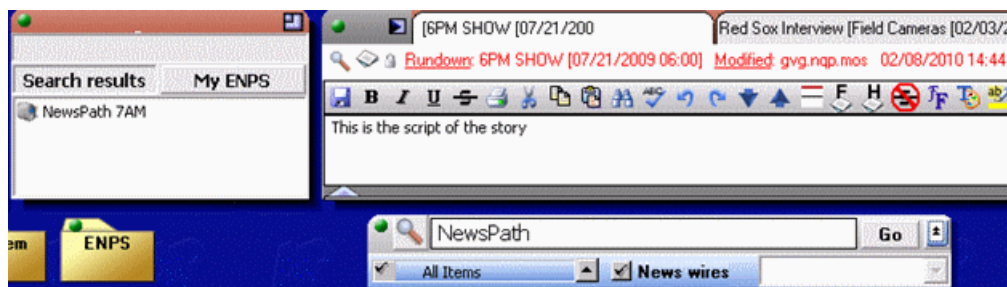 [6PM SHOW [07/21/200
Red Sox Interview [Field Cameras [02/03/2
Rundown: 6PM SHOW [07/21/2009 06:00] Modified: gvg.nqp.mos 02/08/2010 14:44
Search results
My ENPS
NewsPath 7AM
B I U S ABC F H F T ab
This is the script of the story
em
ENPS
NewsPath
Go
All Items
News wires